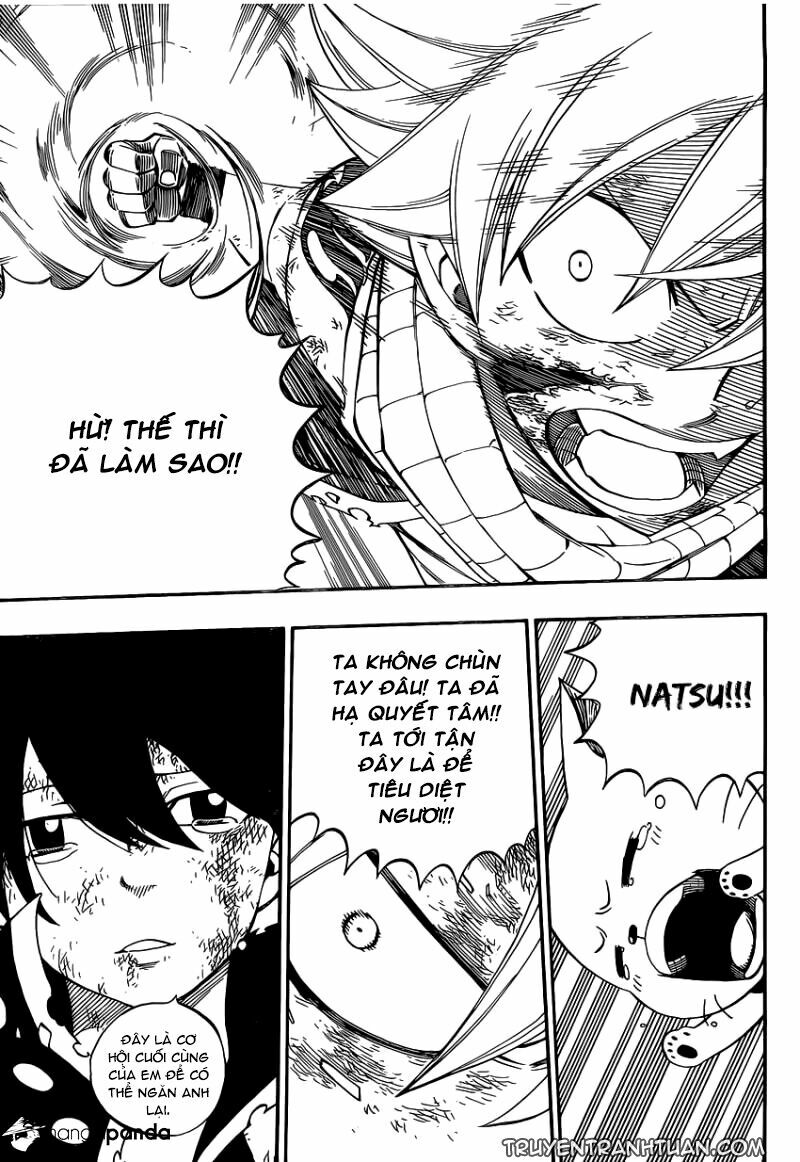 HỪ! THẾ THÌ
ĐÃ LÀM SAO!!
NATSU!!!
TA KHÔNG CHÙN
TAY ĐÂU! TA ĐÃ
HẠ QUYẾT TÂM!!
TA TỚI TẬN
ĐÂY LÀ ĐỂ
TIÊU DIỆT
NGƯƠI!!
ĐÂY LÀ CƠ
HỘI CUỐI CÙNG
CỦA EM ĐỂ CÓ
THỂ NGĂN ANH
LẠI.
mangapanda
TRUYENTRANHTUAN.COM